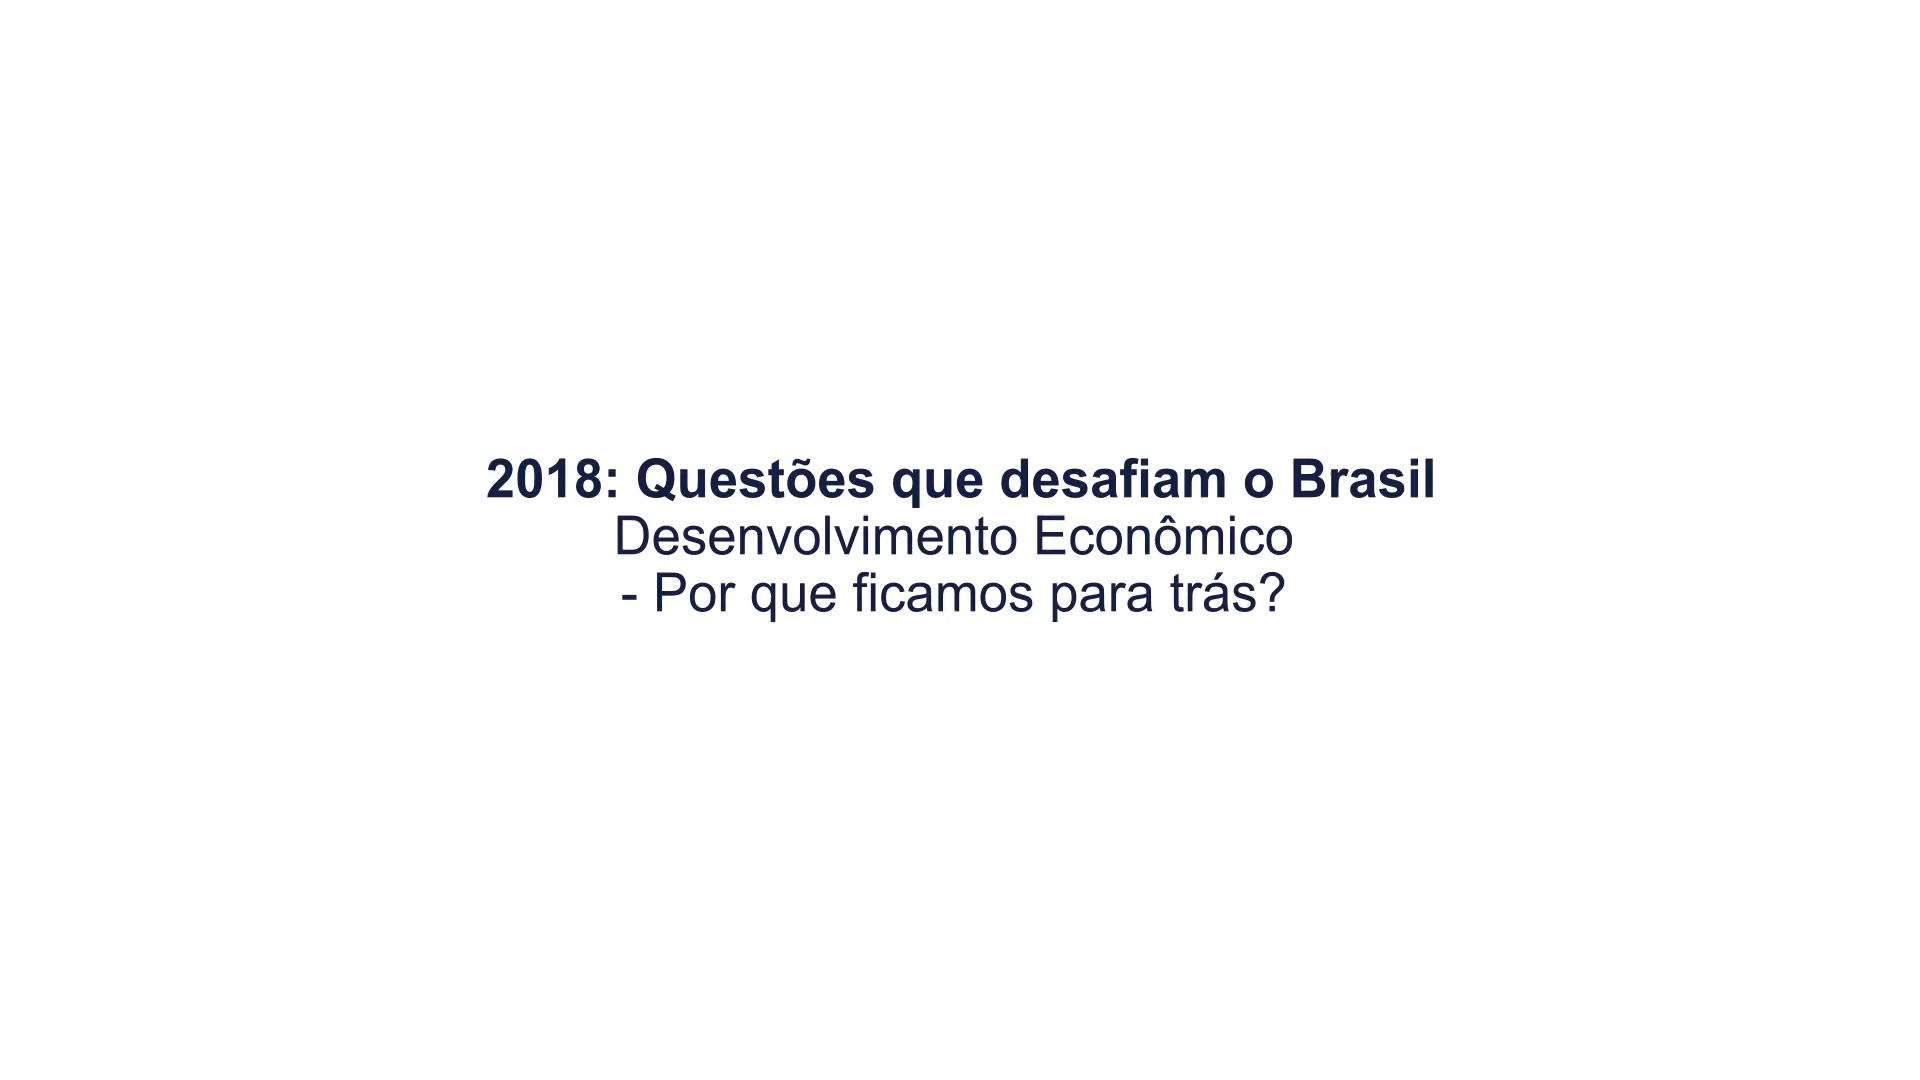 2018: Questões que desafiam o Brasil
Desenvolvimento Econômico
- Por que ficamos para trás?